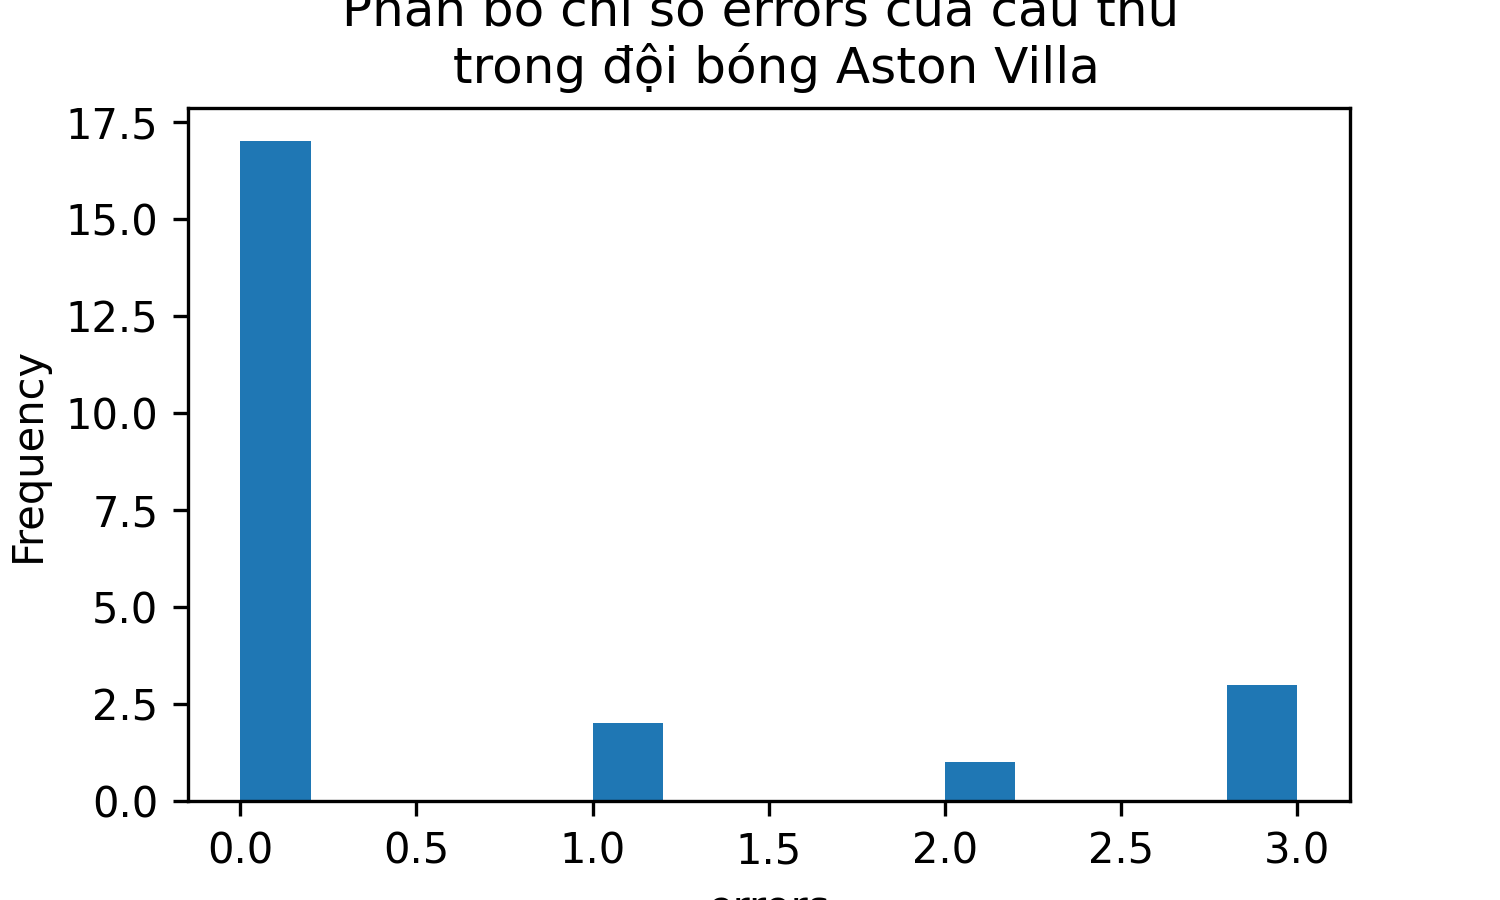 Phân bố chỉ số errors của cầu thủ
trong đội bóng Aston Villa
17.5
15.0
12.5
10.0
7.5
5.0
2.5
0.0
Frequency
0.0 0.5 1.0 1.5 2.0 2.5 3.0
errors